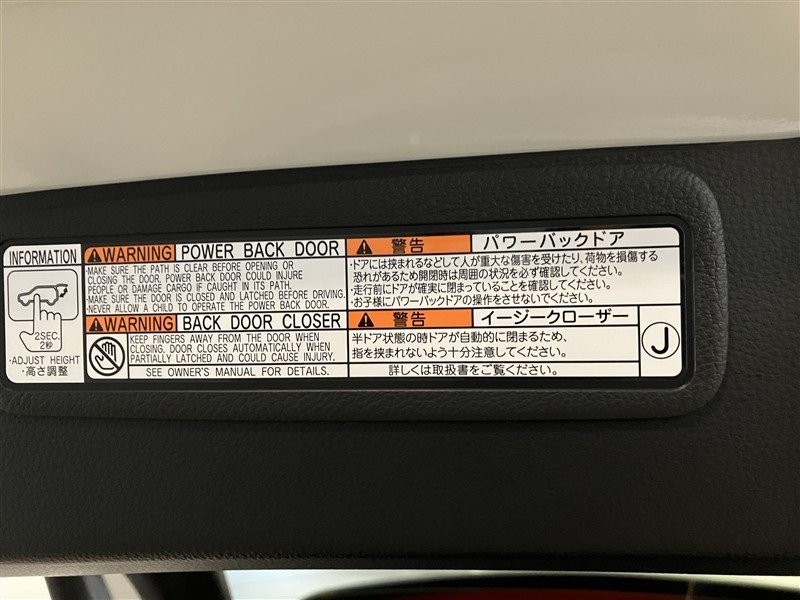 INFORMATION
2SEC.
2秒
·ADJUST HEIGHT
·高さ調整
WARNING POWER BACK DOOR
·MAKE SURE THE PATH IS CLEAR BEFORE OPENING OR
CLOSING THE DOOR. POWER BACK DOOR COULD INJURE
PEOPLE OR DAMAGE CARGO IF CAUGHT IN ITS PATH.
·MAKE SURE THE DOOR IS CLOSED AND LATCHED BEFORE DRIVING.
·NEVER ALLOW A CHILD TO OPERATE THE POWER BACK DOOR.
WARNING BACK DOOR CLOSER
KEEP FINGERS AWAY FROM THE DOOR WHEN
CLOSING. DOOR CLOSES AUTOMATICALLY WHEN
PARTIALLY LATCHED AND COULD CAUSE INJURY.
SEE OWNER'S MANUAL FOR DETAILS.
警告 パワーバックドア
·ドアには挟まれるなどして人が重大な傷害を受けたり、荷物を損傷する
恐れがあるため開閉時は周囲の状況を必ず確認してください。
·走行前にドアが確実に閉まっていることを確認してください。
·お子様にパワーバックドアの操作をさせないでください。
警告 イージークローザー
半ドア状態の時ドアが自動的に閉まるため、
指を挟まれないよう十分注意してください。
詳しくは取扱書をご覧ください。
J